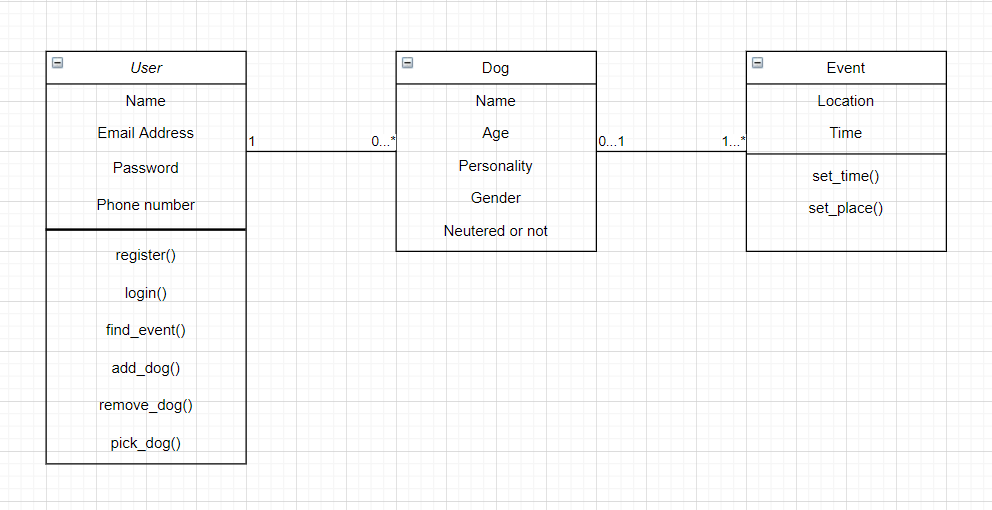 User
Name
Email Address
Password
Phone number
register()
login()
find_event()
add_dog()
remove_dog()
pick_dog()
1
0...*
Dog
Name
Age
Personality
Gender
Neutered or not
0...1
1...*
Event
Location
Time
set_time()
set_place()